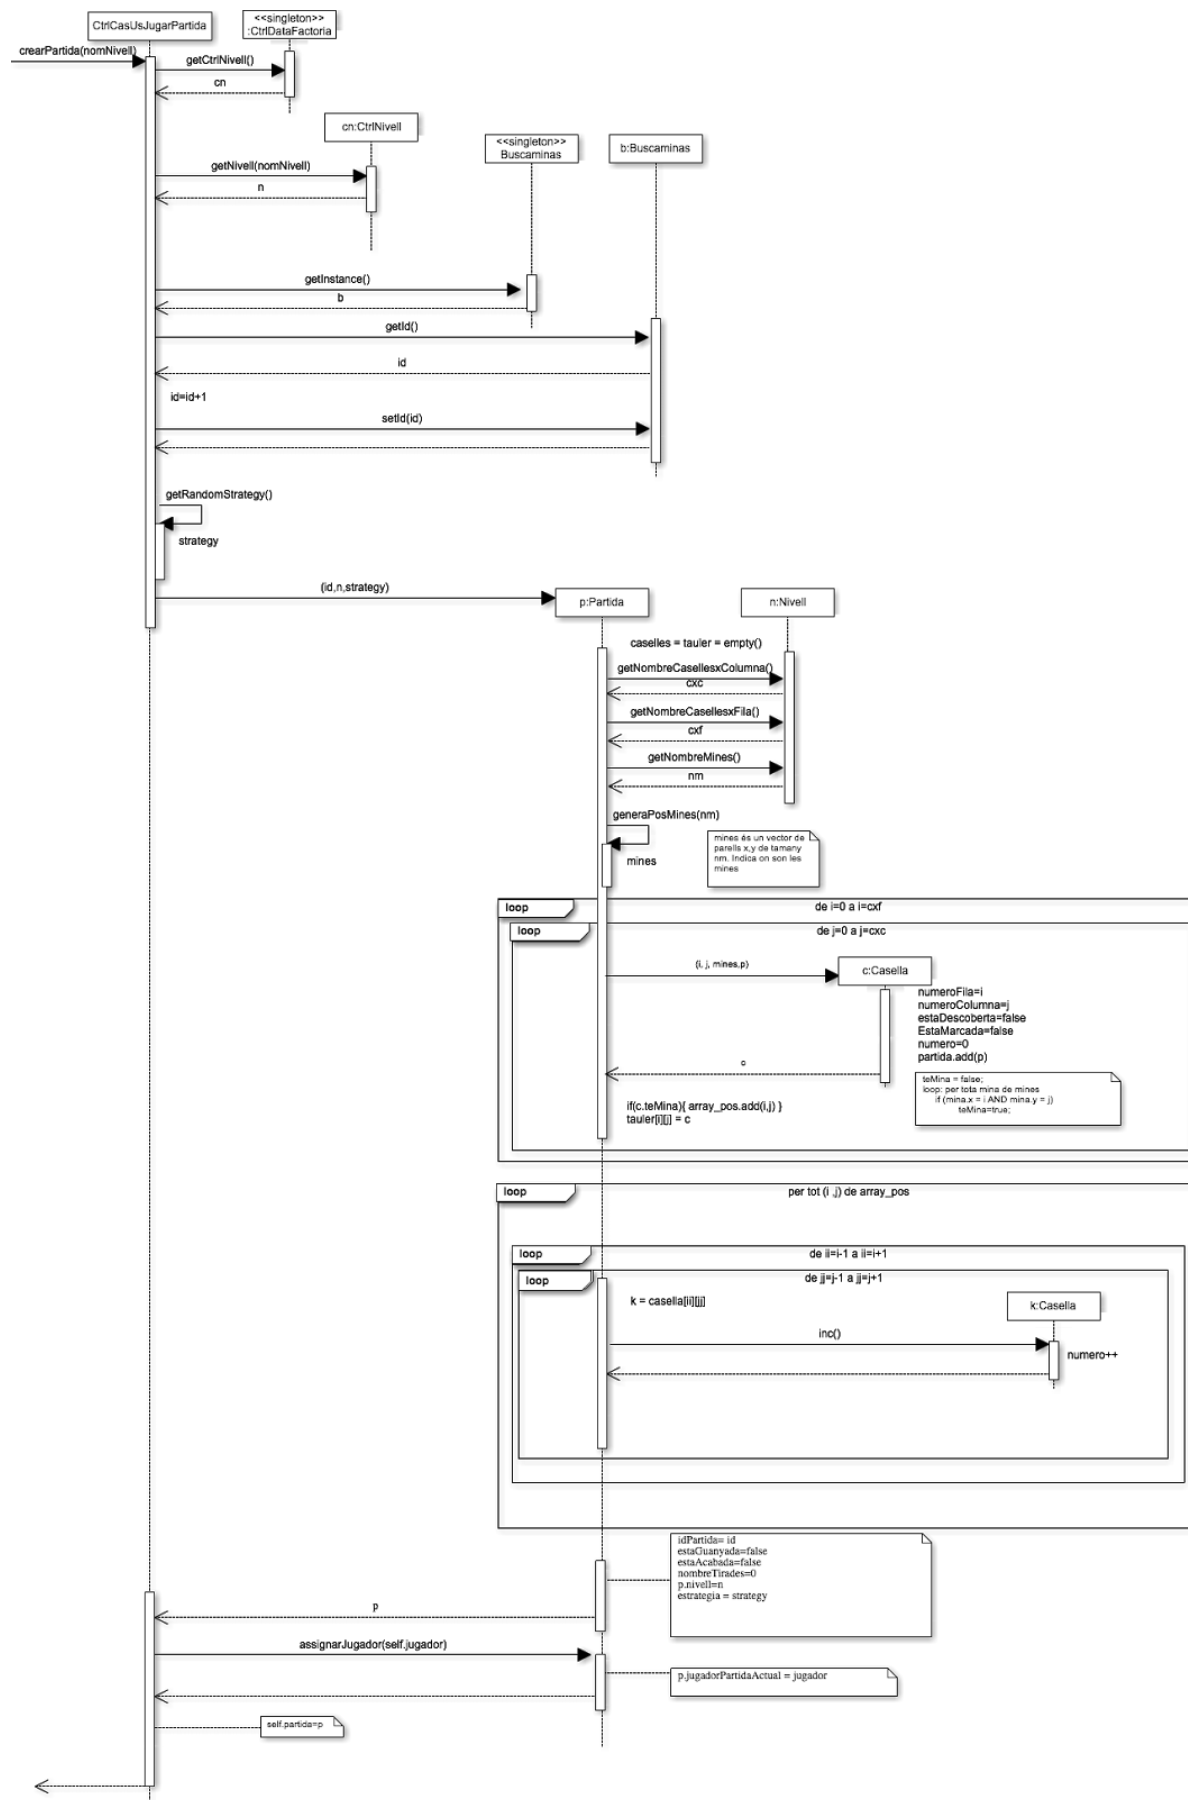 CtrlCasUsJugarPartida
<<singleton>>
:CtrlDataFactoria
crearPartida(nomNivell)
getCtrlNivell()
cn
cn:CtrlNivell
<<singleton>>
Buscaminas
b:Buscaminas
getNivell(nomNivell)
n
getInstance()
b
getId()
id
id=id+1
setId(id)
getRandomStrategy()
strategy
(id,n,strategy)
p:Partida
n:Nivell
caselles = tauler = empty()
getNombreCasellesxColumna()
cxc
getNombreCasellesxFila()
cxf
getNombreMines()
nm
generaPosMines(nm)
mines
mines és un vector de
parells x,y de tamany
nm. Indica on son les
mines
loop
de i=0 a i=cxf
loop
de j=0 a j=cxc
(i, j, mines,p)
c:Casella
numeroFila=i
numeroColumna=j
estaDescoberta=false
EstaMarcada=false
numero=0
partida.add(p)
c
teMina = false;
loop: per tota mina de mines
if (mina.x = i AND mina.y = j)
teMina=true;
if(c.teMina){ array_pos.add(i,j) }
tauler[i][j] = c
loop
per tot (i ,j) de array_pos
loop
de ii=i-1 a ii=i+1
loop
de jj=j-1 a jj=j+1
k = casella[ii][jj]
k:Casella
inc()
numero++
idPartida= id
estaGuanyada=false
estaAcabada=false
nombreTirades=0
p.nivell=n
estrategia = strategy
p
assignarJugador(self.jugador)
p.jugadorPartidaActual = jugador
self.partida=p